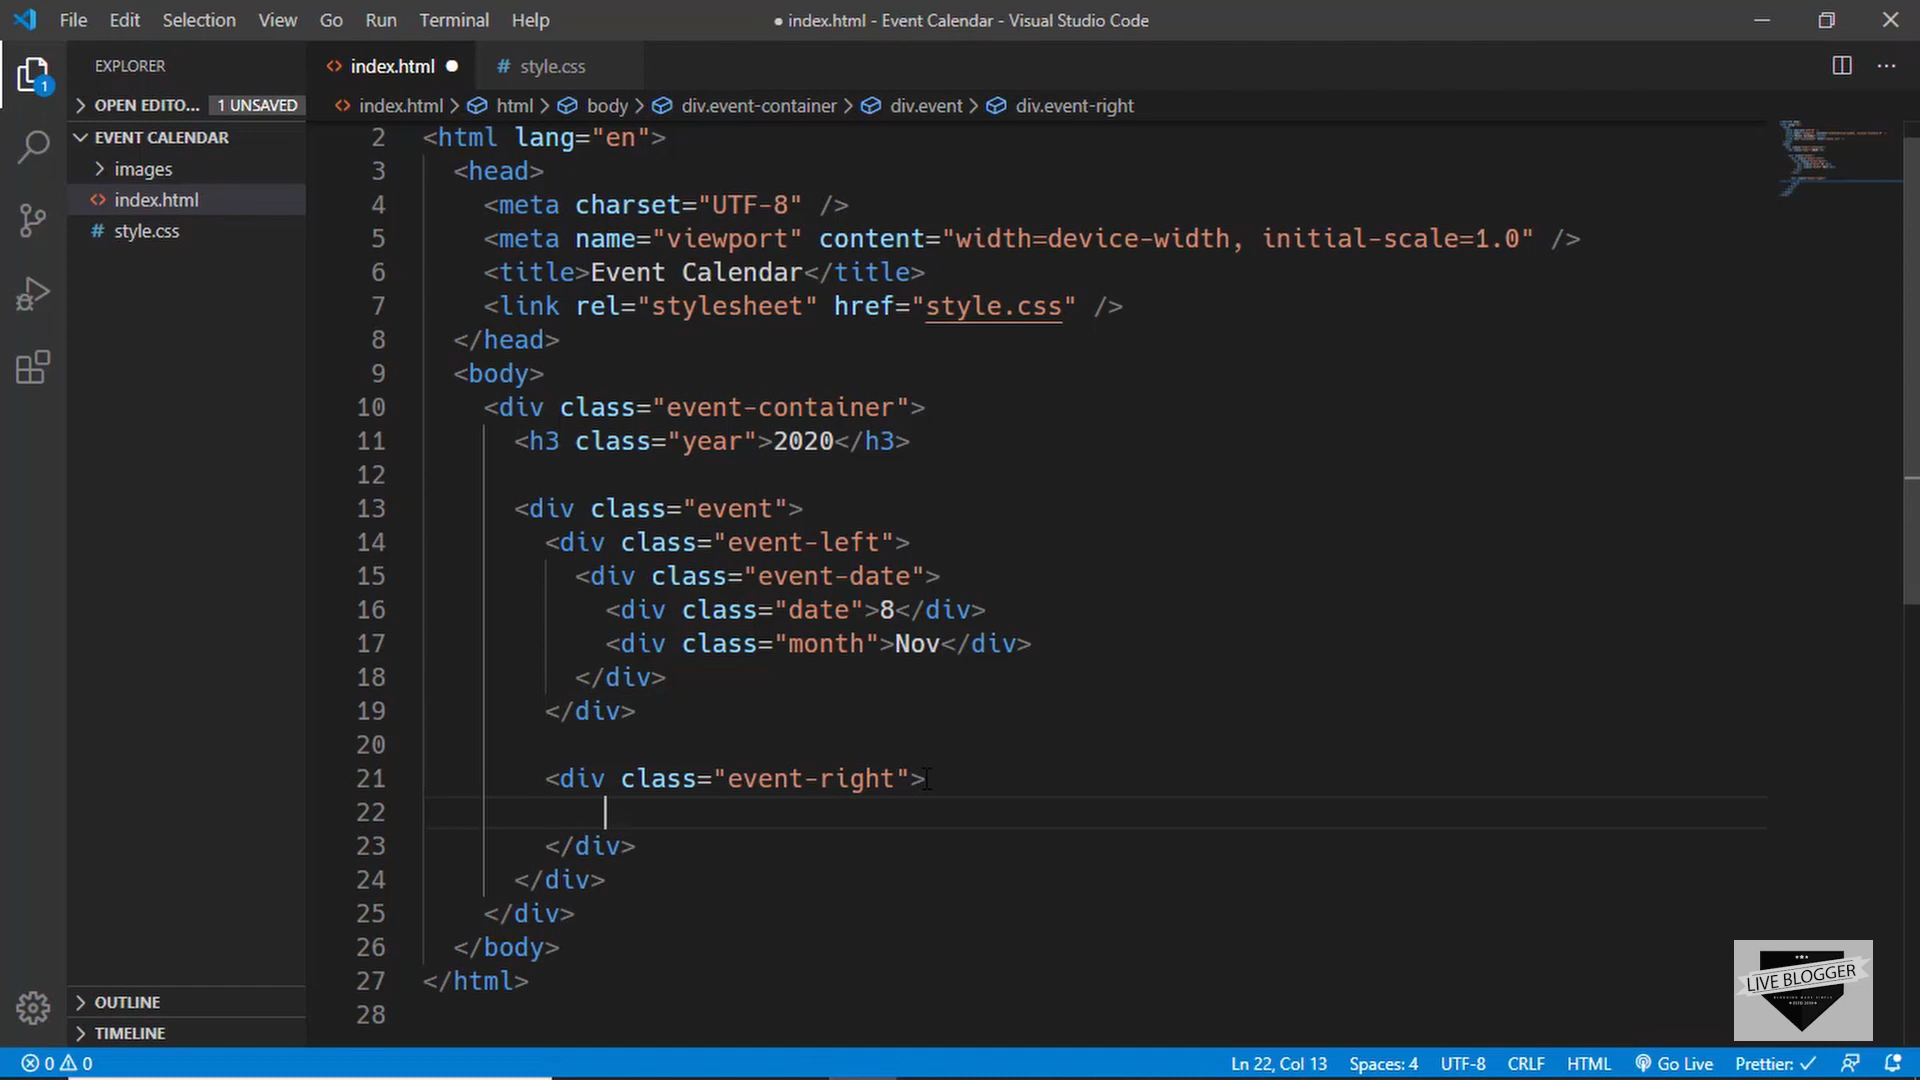 File Edit Selection View Go Run Terminal Help
● index.html - Event Calendar - Visual Studio Code
EXPLORER
index.html
# style.css
OPEN EDITO... 1 UNSAVED
index.html > html > body > div.event-container > div.event > div.event-right
EVENT CALENDAR
images
index.html
# style.css
1
2 <html lang="en">
3 <head>
4 <meta charset="UTF-8" />
5 <meta name="viewport" content="width=device-width, initial-scale=1.0" />
6 <title>Event Calendar</title>
7 <link rel="stylesheet" href="style.css" />
8 </head>
9 <body>
10 <div class="event-container">
11 <h3 class="year">2020</h3>
12
13 <div class="event">
14 <div class="event-left">
15 <div class="event-date">
16 <div class="date">8</div>
17 <div class="month">Nov</div>
18 </div>
19 </div>
20
21 <div class="event-right">
22
23 </div>
24 </div>
25 </div>
26 </body>
27 </html>
28
OUTLINE
TIMELINE
LIVE BLOGGER
0 0
Ln 22, Col 13 Spaces: 4 UTF-8 CRLF HTML Go Live Prettier: ✓